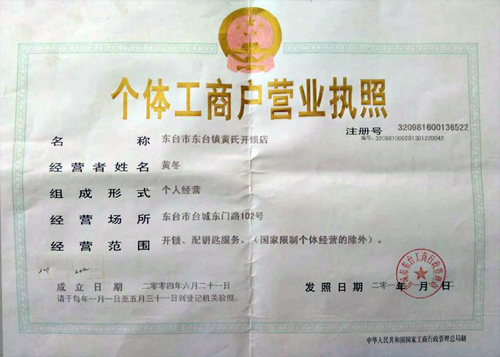 个体工商户营业执照
注册号 320981600136522
编号: 320981000201301220042
名称 东台市东台镇黄氏开锁店
经营者姓名 黄冬
组成形式 个人经营
经营场所 东台市台城东门路102号
经营范围 开锁、配钥匙服务。(国家限制个体经营的除外)。
成立日期 二零零四年六月二十一日
请于每年一月一日至五月三十一日到登记机关验照。
发照日期 二零一 年 月 日
中华人民共和国国家工商行政管理总局制